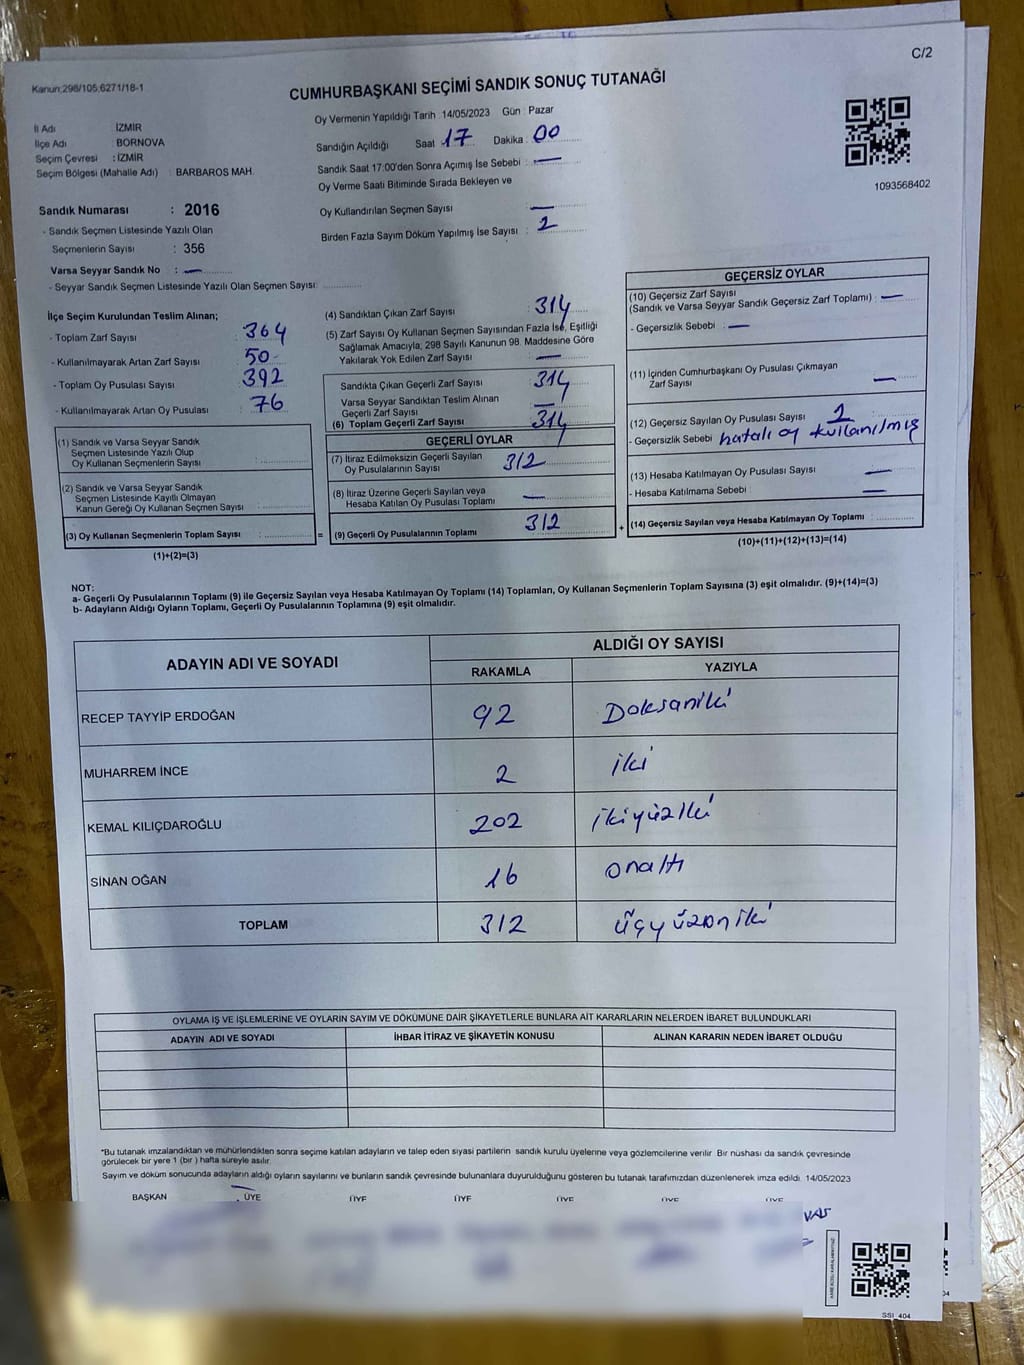 C/2
Kanun;298/105;6271/18-1
CUMHURBAŞKANI SEÇİMİ SANDIK SONUÇ TUTANAĞI
İl Adı İZMİR
İlçe Adı BORNOVA
Seçim Çevresi : İZMİR
Seçim Bölgesi (Mahalle Adı) : BARBAROS MAH.
Oy Vermenin Yapıldığı Tarih 14/05/2023 Gün : Pazar
Sandığın Açıldığı Saat 17 Dakika : 00
Sandık Saat 17:00'den Sonra Açımış İse Sebebi : —
Oy Verme Saati Bitiminde Sırada Bekleyen ve
Oy Kullandırılan Seçmen Sayısı —
Birden Fazla Sayım Döküm Yapılmış İse Sayısı : 2
1093568402
Sandık Numarası : 2016
- Sandık Seçmen Listesinde Yazılı Olan
Seçmenlerin Sayısı : 356
Varsa Seyyar Sandık No : —
- Seyyar Sandık Seçmen Listesinde Yazılı Olan Seçmen Sayısı:
İlçe Seçim Kurulundan Teslim Alınan;
- Toplam Zarf Sayısı 364
- Kullanılmayarak Artan Zarf Sayısı 50
- Toplam Oy Pusulası Sayısı 392
- Kullanılmayarak Artan Oy Pusulası 76
(1) Sandık ve Varsa Seyyar Sandık
Seçmen Listesinde Yazılı Olup
Oy Kullanan Seçmenlerin Sayısı :
(2) Sandık ve Varsa Seyyar Sandık
Seçmen Listesinde Kayıtlı Olmayan
Kanun Gereği Oy Kullanan Seçmen Sayısı :
(3) Oy Kullanan Seçmenlerin Toplam Sayısı : =
(1)+(2)=(3)
(4) Sandıktan Çıkan Zarf Sayısı : 314
(5) Zarf Sayısı Oy Kullanan Seçmen Sayısından Fazla İse, Eşitliği
Sağlamak Amacıyla; 298 Sayılı Kanunun 98. Maddesine Göre
Yakılarak Yok Edilen Zarf Sayısı : —
Sandıkta Çıkan Geçerli Zarf Sayısı : 314
Varsa Seyyar Sandıktan Teslim Alınan
Geçerli Zarf Sayısı : —
(6) Toplam Geçerli Zarf Sayısı : 314
GEÇERLİ OYLAR
(7) İtiraz Edilmeksizin Geçerli Sayılan
Oy Pusulalarının Sayısı : 312
(8) İtiraz Üzerine Geçerli Sayılan veya
Hesaba Katılan Oy Pusulası Toplamı : —
(9) Geçerli Oy Pusulalarının Toplamı : 312 +
GEÇERSİZ OYLAR
(10) Geçersiz Zarf Sayısı
(Sandık ve Varsa Seyyar Sandık Geçersiz Zarf Toplamı) : —
- Geçersizlik Sebebi : —
(11) İçinden Cumhurbaşkanı Oy Pusulası Çıkmayan
Zarf Sayısı : —
(12) Geçersiz Sayılan Oy Pusulası Sayısı : 2
- Geçersizlik Sebebi hatalı oy kullanılmış
(13) Hesaba Katılmayan Oy Pusulası Sayısı : —
- Hesaba Katılmama Sebebi : —
(14) Geçersiz Sayılan veya Hesaba Katılmayan Oy Toplamı :
(10)+(11)+(12)+(13)=(14)
NOT:
a- Geçerli Oy Pusulalarının Toplamı (9) ile Geçersiz Sayılan veya Hesaba Katılmayan Oy Toplamı (14) Toplamları, Oy Kullanan Seçmenlerin Toplam Sayısına (3) eşit olmalıdır. (9)+(14)=(3)
b- Adayların Aldığı Oyların Toplamı, Geçerli Oy Pusulalarının Toplamına (9) eşit olmalıdır.
ADAYIN ADI VE SOYADI ALDIĞI OY SAYISI
RAKAMLA YAZIYLA
RECEP TAYYİP ERDOĞAN 92 Doksaniki
MUHARREM İNCE 2 iki
KEMAL KILIÇDAROĞLU 202 ikiyüziki
SİNAN OĞAN 16 onaltı
TOPLAM 312 üçyüzoniki
OYLAMA İŞ VE İŞLEMLERİNE VE OYLARIN SAYIM VE DÖKÜMÜNE DAİR ŞİKAYETLERLE BUNLARA AİT KARARLARIN NELERDEN İBARET BULUNDUKLARI
ADAYIN ADI VE SOYADI İHBAR İTİRAZ VE ŞİKAYETİN KONUSU ALINAN KARARIN NEDEN İBARET OLDUĞU
*Bu tutanak imzalandıktan ve mühürlendikten sonra seçime katılan adayların ve talep eden siyasi partilerin sandık kurulu üyelerine veya gözlemcilerine verilir. Bir nüshası da sandık çevresinde
görülecek bir yere 1 (bir) hafta süreyle asılır.
Sayım ve döküm sonucunda adayların aldığı oyların sayılarını ve bunların sandık çevresinde bulunanlara duyurulduğunu gösteren bu tutanak tarafımızdan düzenlenerek imza edildi. 14/05/2023
BAŞKAN ÜYE ÜYE ÜYE ÜYE ÜYE ÜYE
SSI_404